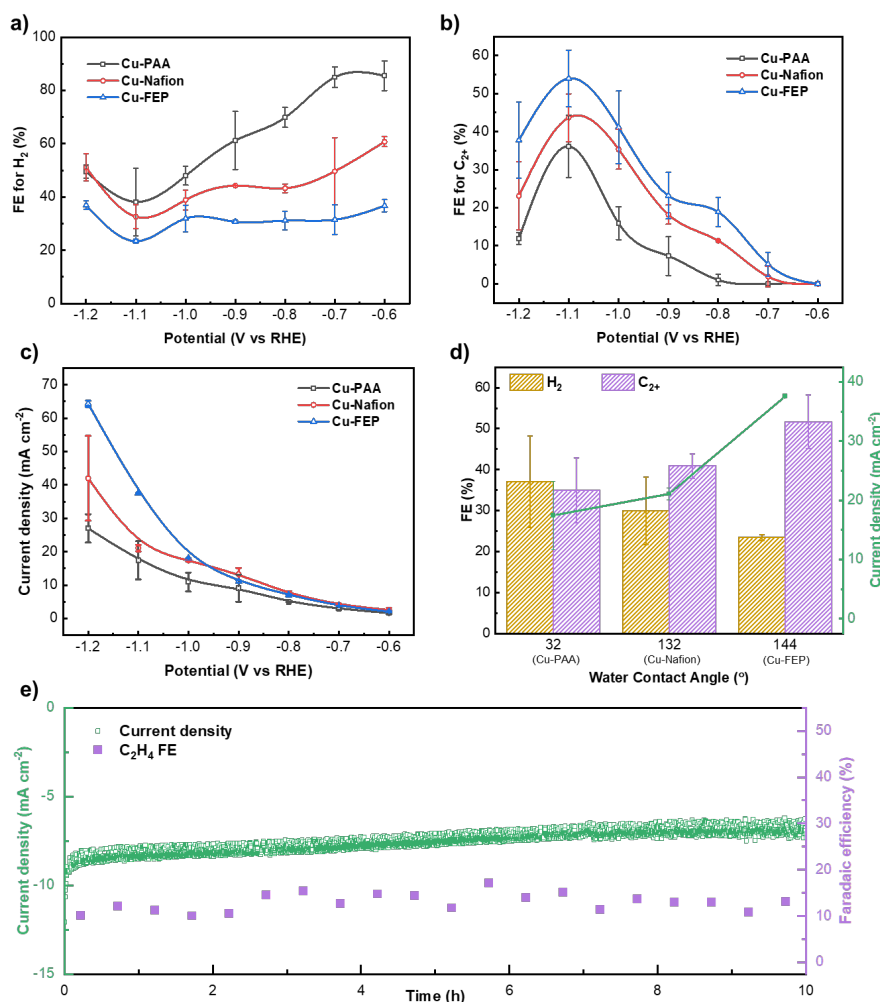 a)
100
80
60
40
20
0
FE for H2 (%)
Cu-PAA
Cu-Nafion
Cu-FEP
-1.2 -1.1 -1.0 -0.9 -0.8 -0.7 -0.6
Potential (V vs RHE)
b)
60
50
40
30
20
10
0
FE for C2+ (%)
Cu-PAA
Cu-Nafion
Cu-FEP
-1.2 -1.1 -1.0 -0.9 -0.8 -0.7 -0.6
Potential (V vs RHE)
c)
70
60
50
40
30
20
10
0
Current density (mA cm-2)
Cu-PAA
Cu-Nafion
Cu-FEP
-1.2 -1.1 -1.0 -0.9 -0.8 -0.7 -0.6
Potential (V vs RHE)
d)
H2 C2+
60
50
40
30
20
10
0
FE (%)
40
30
20
10
0
Current density (mA cm-2)
32 132 144
(Cu-PAA) (Cu-Nafion) (Cu-FEP)
Water Contact Angle (o)
e)
0
-5
-10
-15
Current density (mA cm-2)
Current density
C2H4 FE
50
40
30
20
10
0
Faradaic efficiency (%)
0 2 4 6 8 10
Time (h)